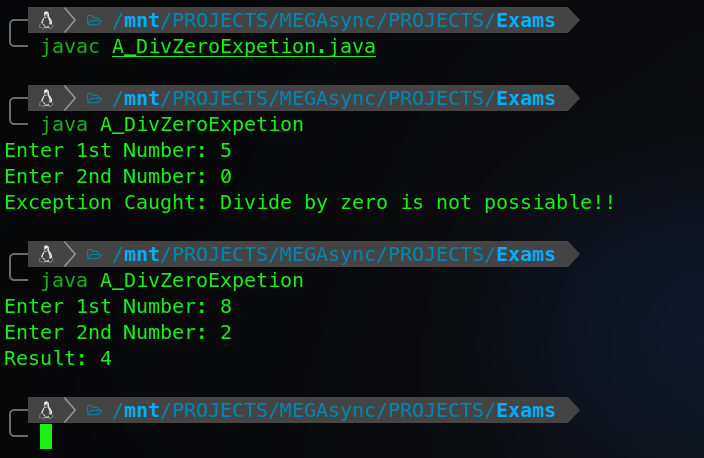 /mnt/PROJECTS/MEGAsync/PROJECTS/Exams
javac A_DivZeroExpetion.java
/mnt/PROJECTS/MEGAsync/PROJECTS/Exams
java A_DivZeroExpetion
Enter 1st Number: 5
Enter 2nd Number: 0
Exception Caught: Divide by zero is not possiable!!
/mnt/PROJECTS/MEGAsync/PROJECTS/Exams
java A_DivZeroExpetion
Enter 1st Number: 8
Enter 2nd Number: 2
Result: 4
/mnt/PROJECTS/MEGAsync/PROJECTS/Exams